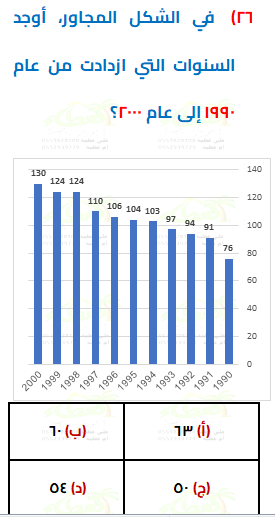 ٢٦) في الشكل المجاور، أوجد
السنوات التي ازدادت من عام
١٩٩٠ إلى عام ٢٠٠٠؟
130 124 124 110 106 104 103 97 94 91 76
140
120
100
80
60
40
20
0
2000 1999 1998 1997 1996 1995 1994 1993 1992 1991 1990
(أ) ٦٣
(ب) ٦٠
(ج) ٥٠
(د) ٥٤